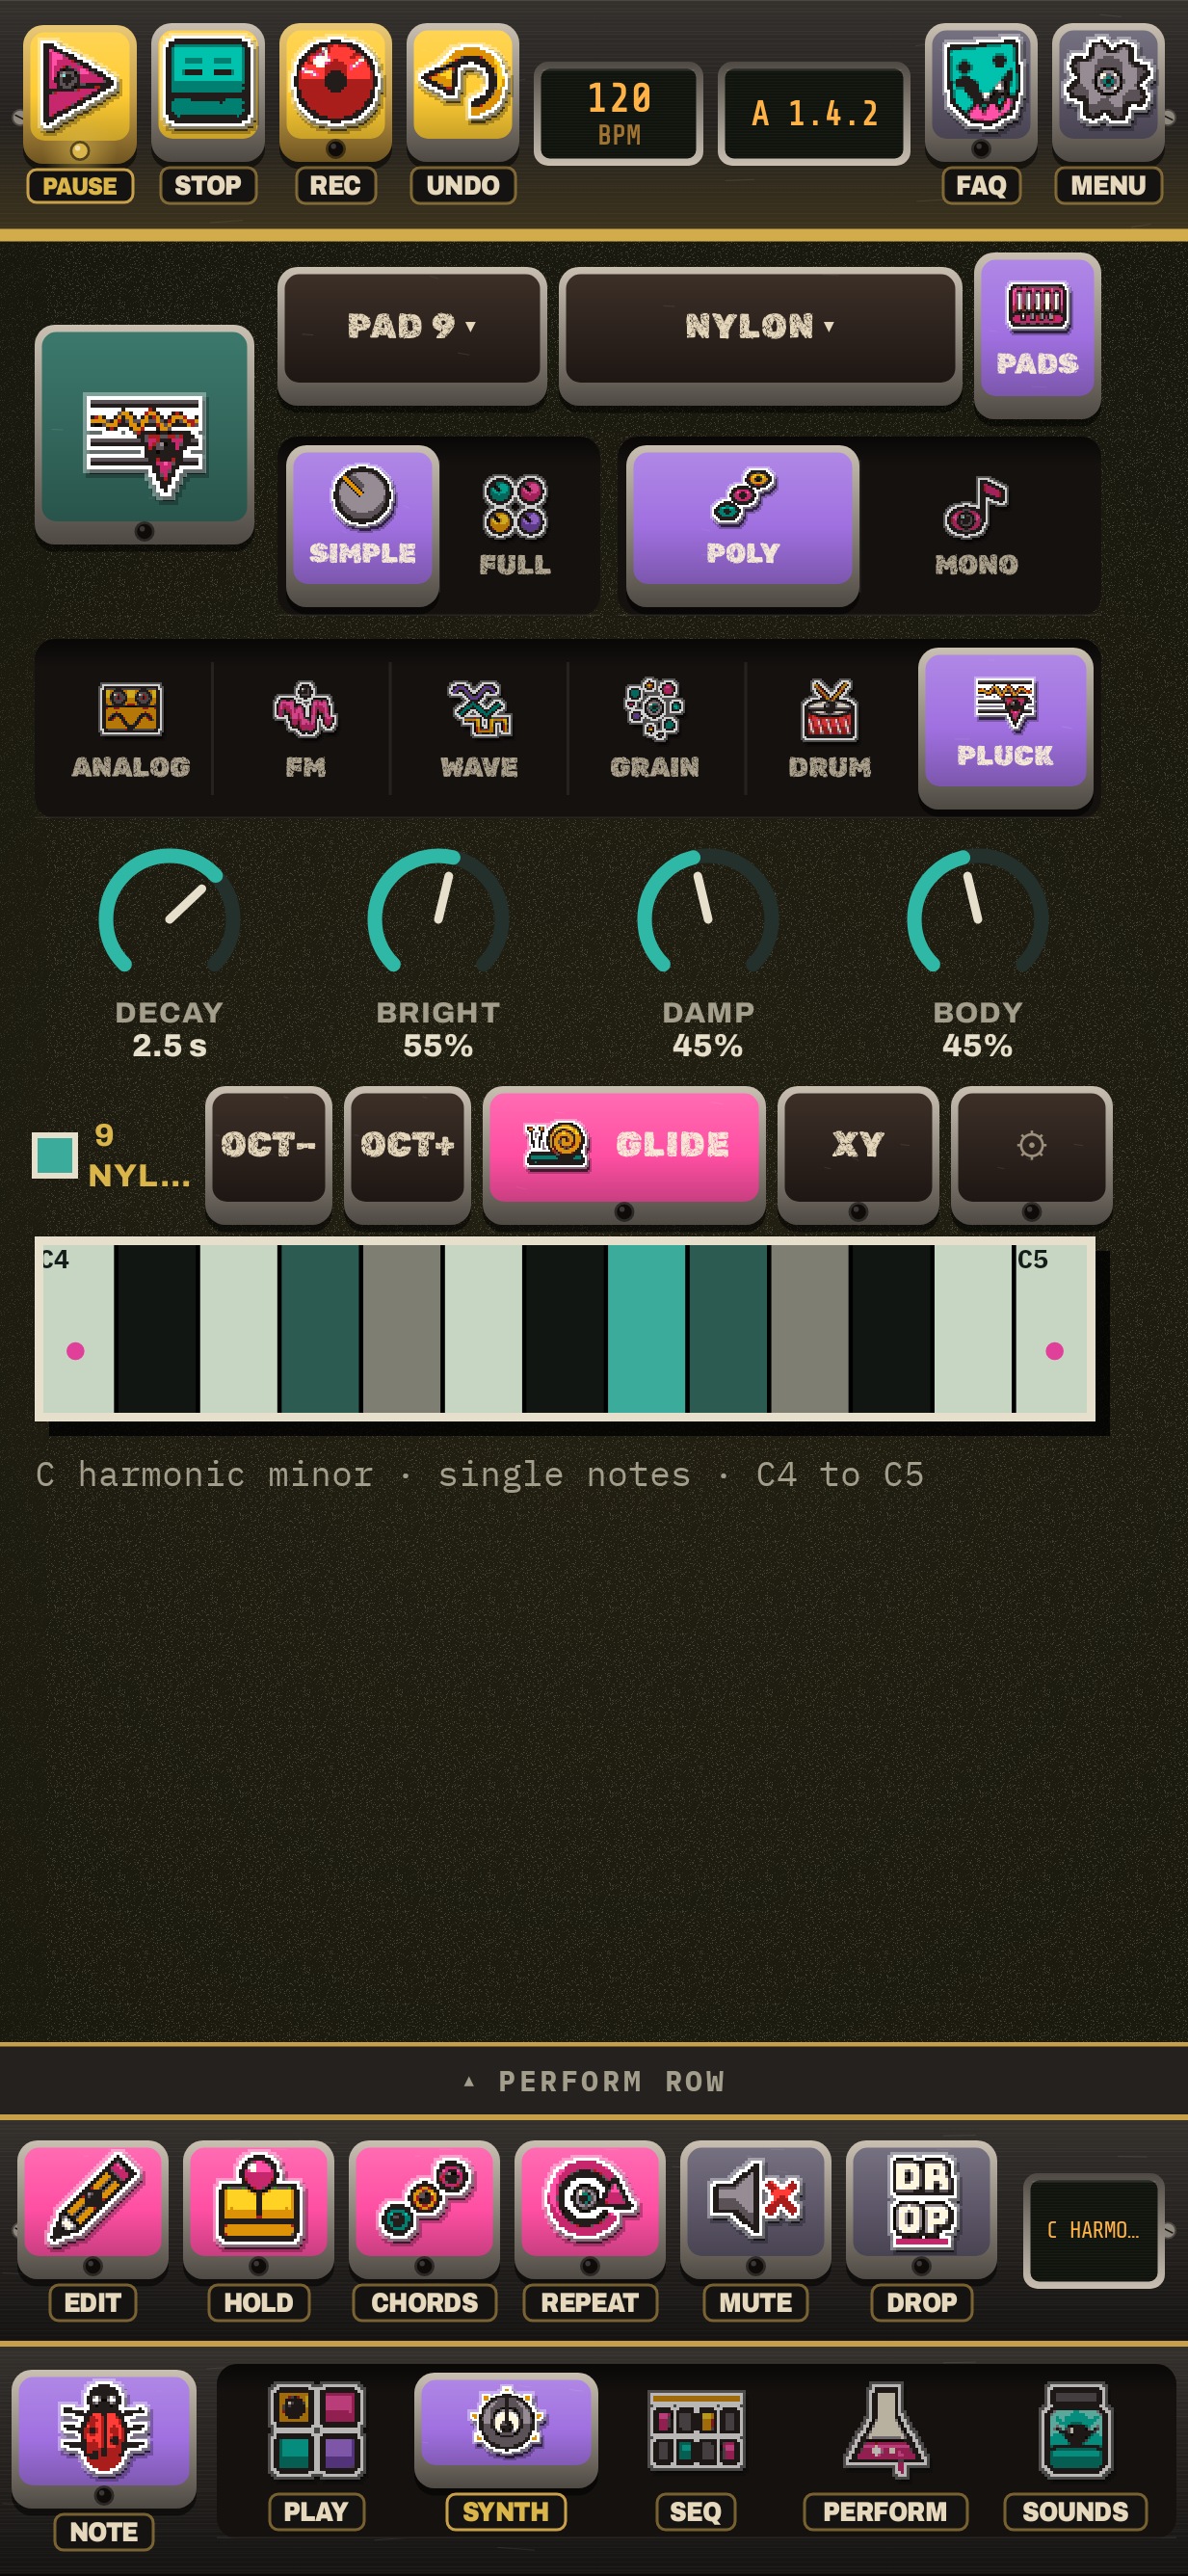 120
BPM
A 1.4.2
PAUSE
STOP
REC
UNDO
FAQ
MENU
PAD 9 ▾
NYLON ▾
PADS
SIMPLE
FULL
POLY
MONO
ANALOG
FM
WAVE
GRAIN
DRUM
PLUCK
DECAY
2.5 s
BRIGHT
55%
DAMP
45%
BODY
45%
9
NYL...
OCT-
OCT+
GLIDE
XY
C4
C5
C harmonic minor · single notes · C4 to C5
▴ PERFORM ROW
DR
OP
C HARMO...
EDIT
HOLD
CHORDS
REPEAT
MUTE
DROP
NOTE
PLAY
SYNTH
SEQ
PERFORM
SOUNDS